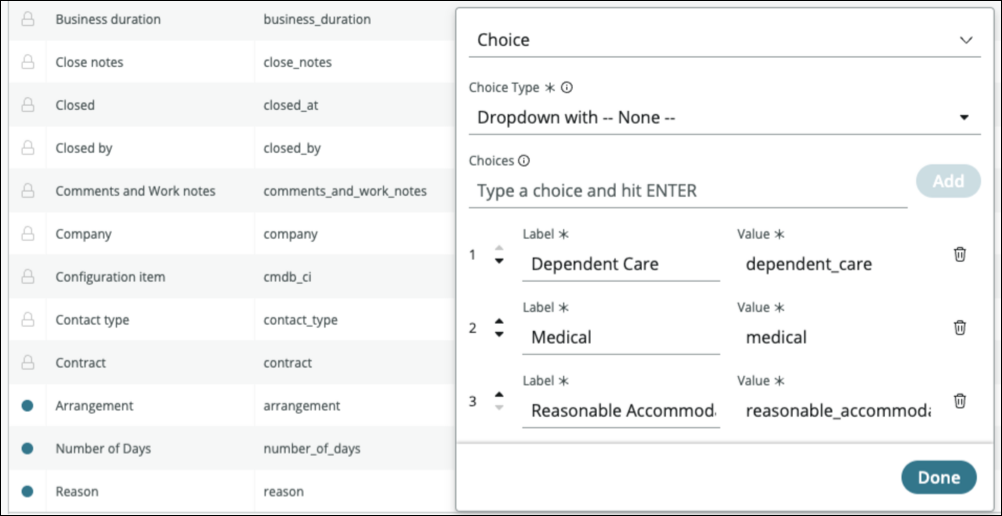 Business duration business_duration
Close notes close_notes
Closed closed_at
Closed by closed_by
Comments and Work notes comments_and_work_notes
Company company
Configuration item cmdb_ci
Contact type contact_type
Contract contract
Arrangement arrangement
Number of Days number_of_days
Reason reason
Choice
Choice Type *
Dropdown with -- None --
Choices
Type a choice and hit ENTER
Add
Label * Value *
1 Dependent Care dependent_care
Label * Value *
2 Medical medical
Label * Value *
3 Reasonable Accommoda reasonable_accommoda
Done